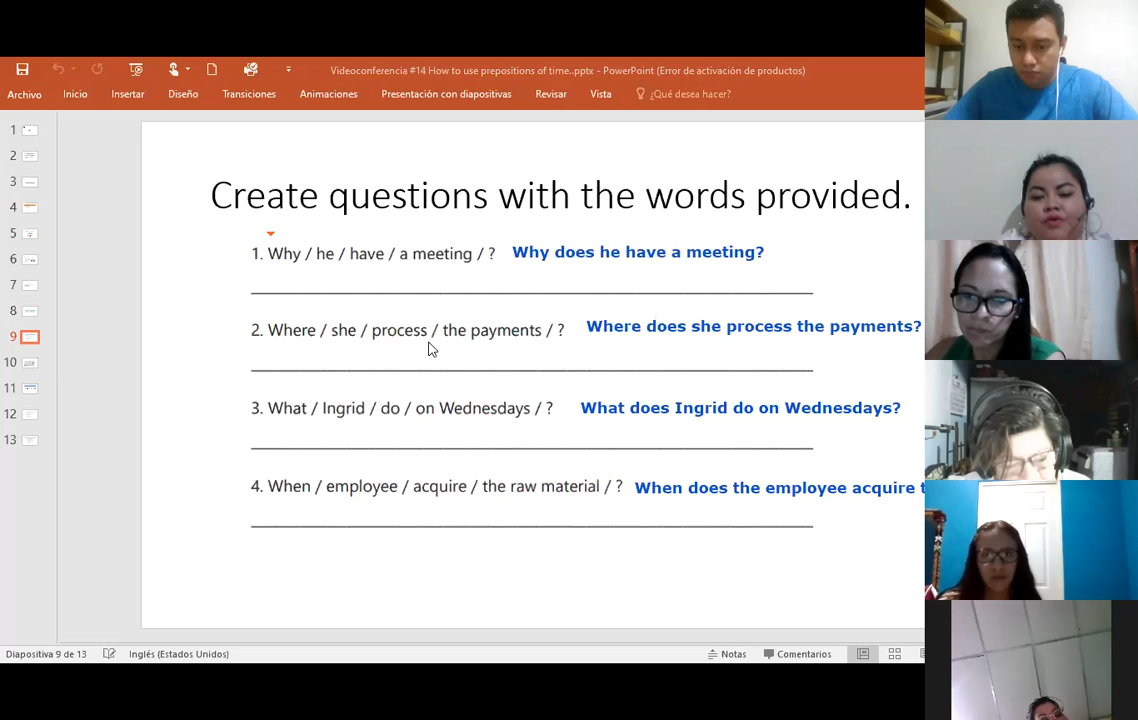 Videoconferencia #14 How to use prepositions of time..pptx - PowerPoint (Error de activación de productos)
Archivo Inicio Insertar Diseño Transiciones Animaciones Presentación con diapositivas Revisar Vista ¿Qué desea hacer?
1
2
3
4
5
6
7
8
9
10
11
12
13
Create questions with the words provided.
1. Why / he / have / a meeting / ? Why does he have a meeting?
2. Where / she / process / the payments / ? Where does she process the payments?
3. What / Ingrid / do / on Wednesdays / ? What does Ingrid do on Wednesdays?
4. When / employee / acquire / the raw material / ? When does the employee acquire
Diapositiva 9 de 13 Inglés (Estados Unidos) Notas Comentarios